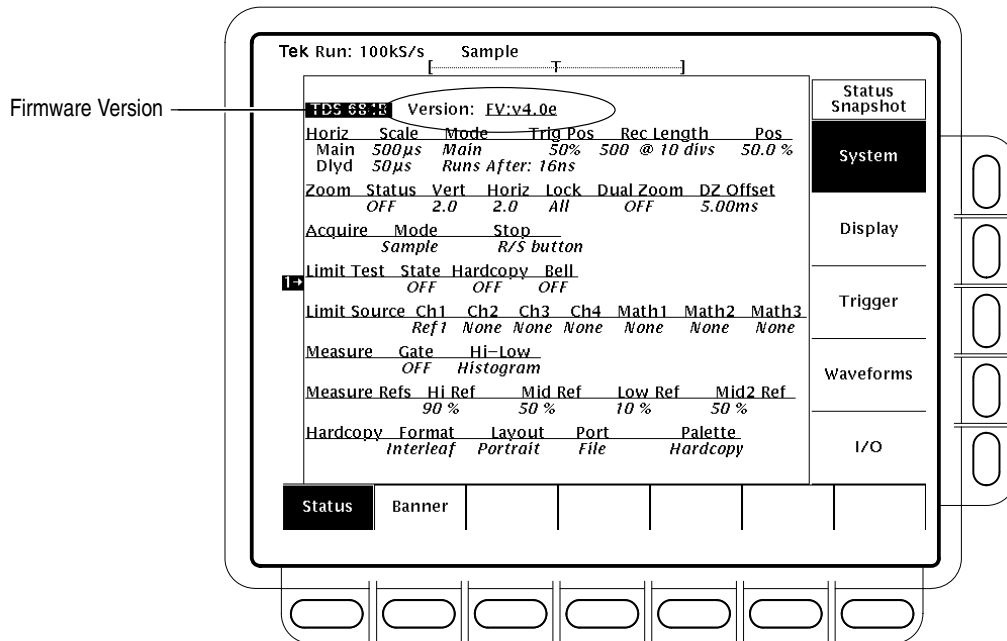 Tek Run: 100kS/s Sample
[ T ]
Firmware Version
TDS 684B Version: FV:v4.0e
Horiz Scale Mode Trig Pos Rec Length Pos
Main 500µs Main 50% 500 @ 10 divs 50.0 %
Dlyd 50µs Runs After: 16ns
Zoom Status Vert Horiz Lock Dual Zoom DZ Offset
OFF 2.0 2.0 All OFF 5.00ms
Acquire Mode Stop
Sample R/S button
Limit Test State Hardcopy Bell
1→
OFF OFF OFF
Limit Source Ch1 Ch2 Ch3 Ch4 Math1 Math2 Math3
Ref1 None None None None None None
Measure Gate Hi-Low
OFF Histogram
Measure Refs Hi Ref Mid Ref Low Ref Mid2 Ref
90 % 50 % 10 % 50 %
Hardcopy Format Layout Port Palette
Interleaf Portrait File Hardcopy
Status
Snapshot
System
Display
Trigger
Waveforms
I/O
Status Banner